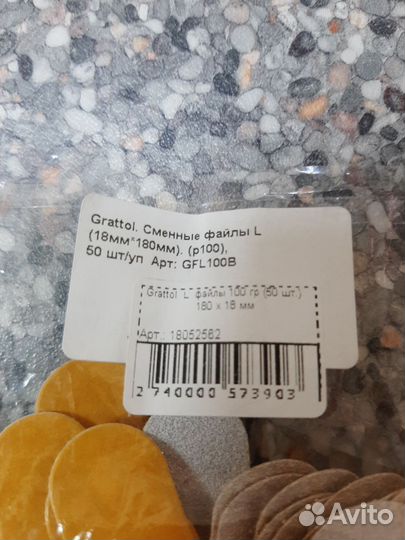 Grattol. Сменные файлы L
(18мм*180мм). (p100),
50 шт/уп Арт: GFL100B
Grattol L файлы 100 гр (50 шт.)
180 x 18 мм
Арт.: 18052562
2 740000 573903
Avito